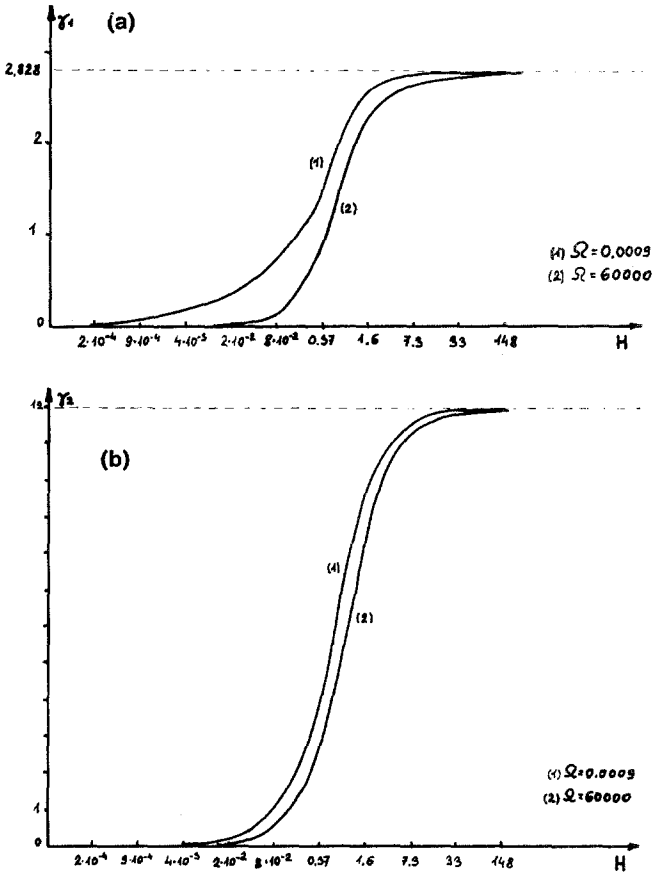 γ₁ (a)
2,828
2
1
(1)
(2)
(1) Ω=0.0009
(2) Ω=60000
0
2·10⁻⁴ 9·10⁻⁴ 4·10⁻³ 2·10⁻² 8·10⁻² 0.37 1.6 7.3 33 148 H
γ₂
12
(b)
(1)
(2)
(1) Ω=0.0009
(2) Ω=60000
1
0
2·10⁻⁴ 9·10⁻⁴ 4·10⁻³ 2·10⁻² 8·10⁻² 0,37 1.6 7.3 33 148 H